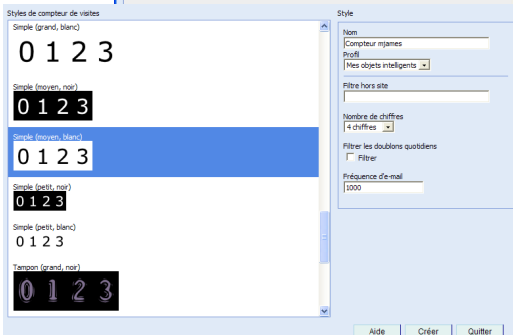 Styles de compteur de visites
Simple (grand, blanc)
0 1 2 3
Simple (moyen, noir)
0 1 2 3
Simple (moyen, blanc)
0 1 2 3
Simple (petit, noir)
0 1 2 3
Simple (petit, blanc)
0 1 2 3
Tampon (grand, noir)
0 1 2 3
Style
Nom
Compteur mjames
Profil
Mes objets intelligents
Filtre hors site
Nombre de chiffres
4 chiffres
Filtrer les doublons quotidiens
Filtrer
Fréquence d'e-mail
1000
Aide Créer Quitter